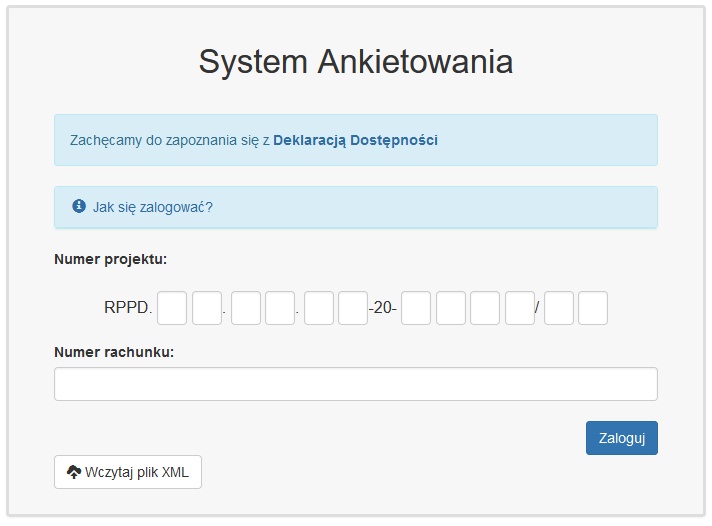 System Ankietowania
Zachęcamy do zapoznania się z Deklaracją Dostępności
Jak się zalogować?
Numer projektu:
RPPD. . . -20- /
Numer rachunku:
Zaloguj
Wczytaj plik XML